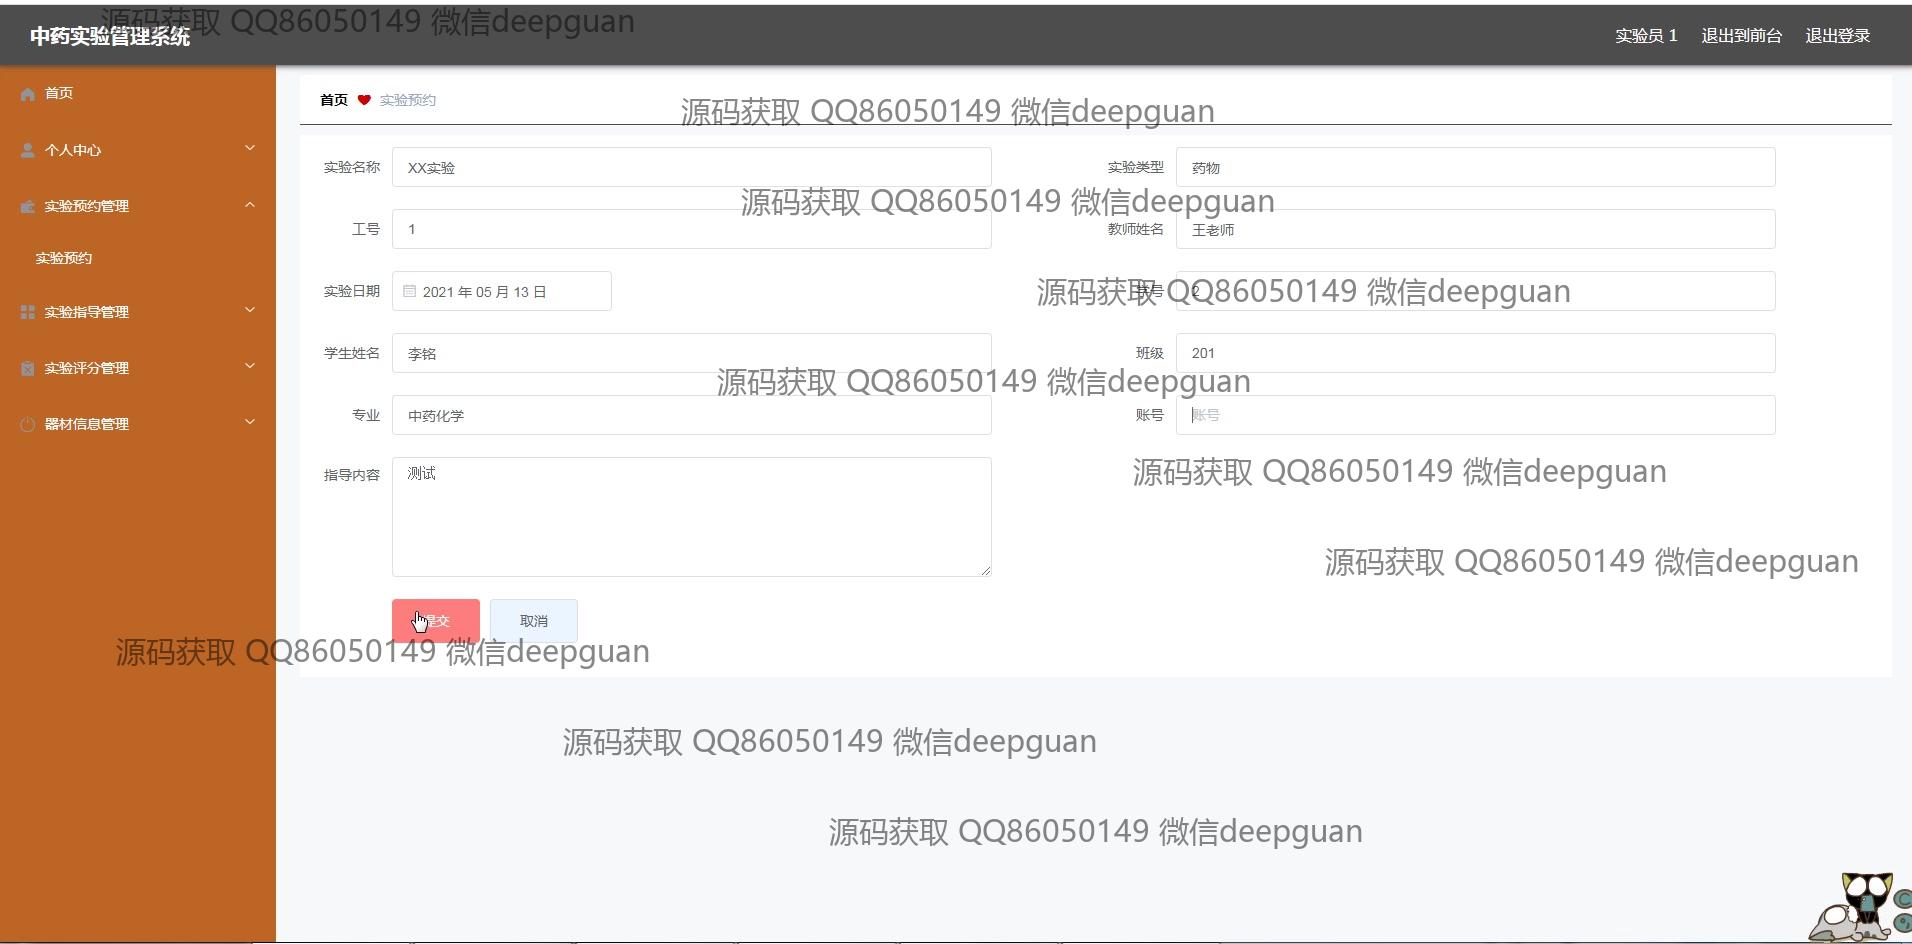 源码获取 QQ86050149 微信deepguan
中药实验管理系统
实验员 1 退出到前台 退出登录
首页
个人中心
实验预约管理
实验预约
实验指导管理
实验评分管理
器材信息管理
首页 实验预约
源码获取 QQ86050149 微信deepguan
实验名称 XX实验 实验类型 药物
源码获取 QQ86050149 微信deepguan
工号 1 教师姓名 王老师
实验日期 2021 年 05 月 13 日 号 2
源码获取 QQ86050149 微信deepguan
学生姓名 李铭 班级 201
源码获取 QQ86050149 微信deepguan
专业 中药化学 账号 账号
源码获取 QQ86050149 微信deepguan
指导内容 测试
源码获取 QQ86050149 微信deepguan
提交 取消
源码获取 QQ86050149 微信deepguan
源码获取 QQ86050149 微信deepguan
源码获取 QQ86050149 微信deepguan